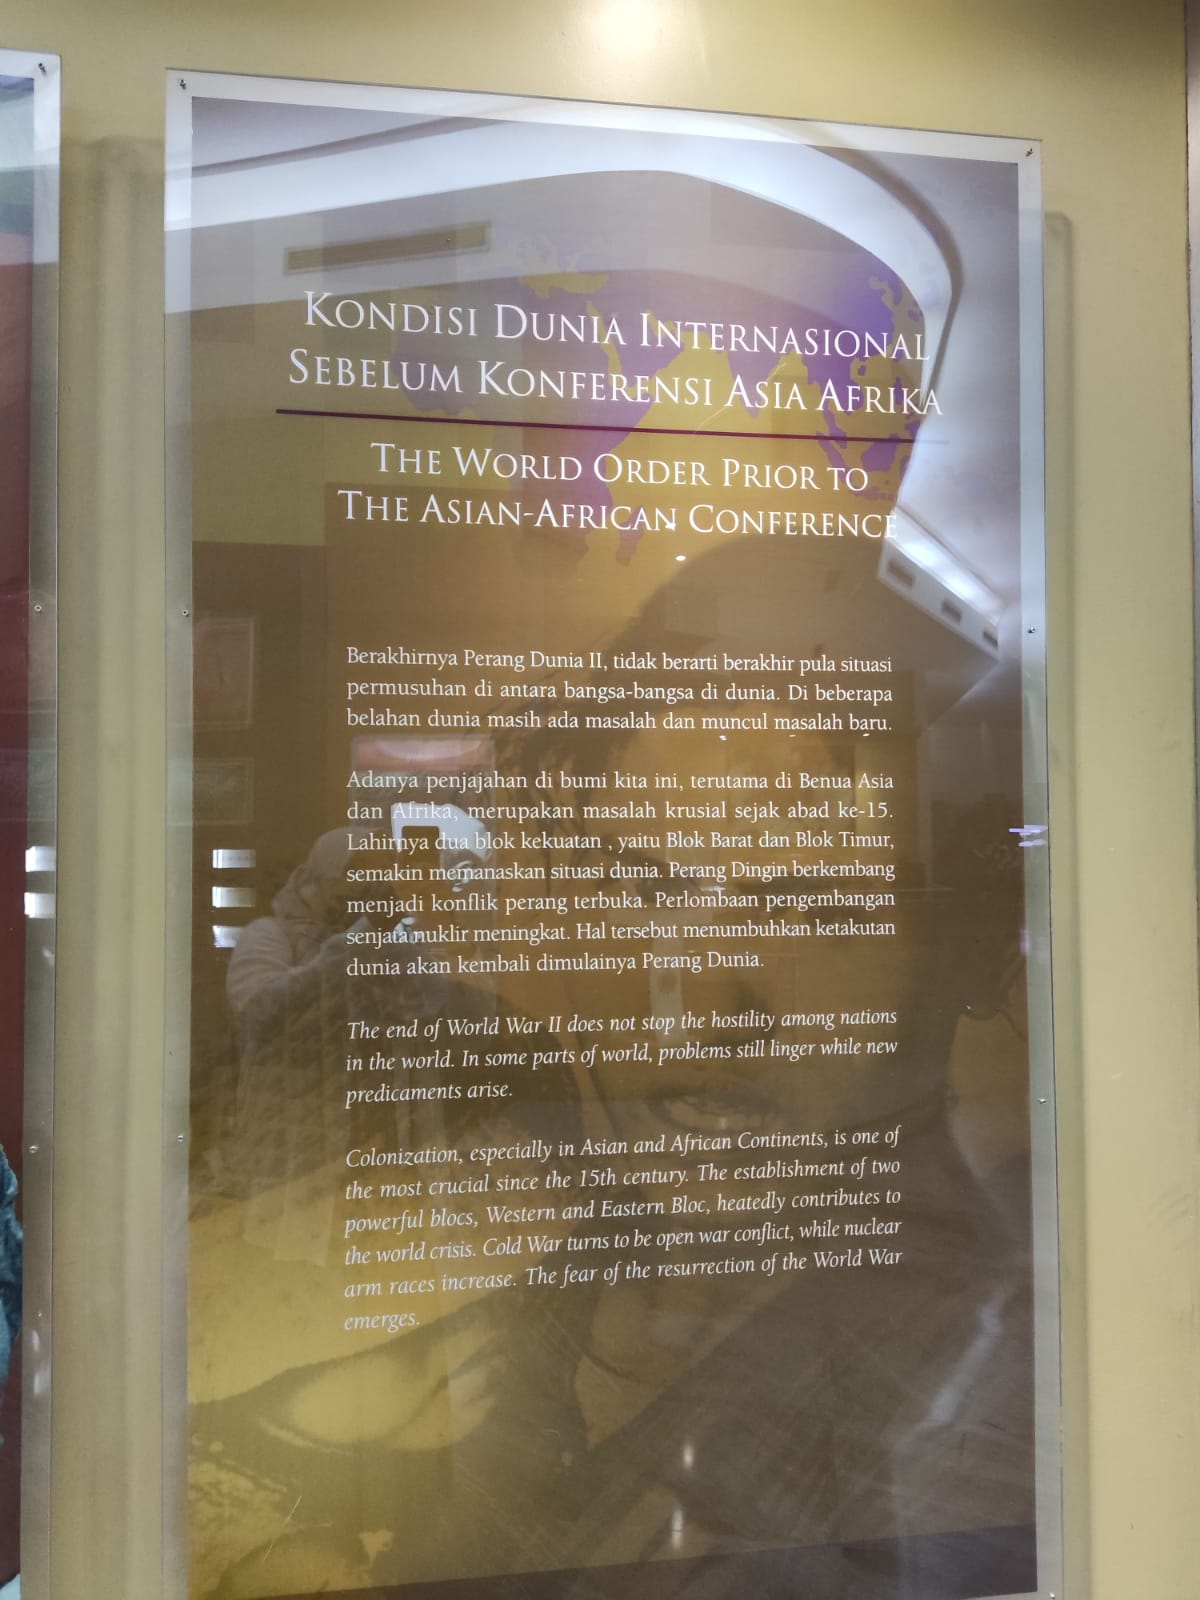 KONDISI DUNIA INTERNASIONAL
SEBELUM KONFERENSI ASIA AFRIKA
THE WORLD ORDER PRIOR TO
THE ASIAN-AFRICAN CONFERENCE
Berakhirnya Perang Dunia II, tidak berarti berakhir pula situasi
permusuhan di antara bangsa-bangsa di dunia. Di beberapa
belahan dunia masih ada masalah dan muncul masalah baru.
Adanya penjajahan di bumi kita ini, terutama di Benua Asia
dan Afrika, merupakan masalah krusial sejak abad ke-15.
Lahirnya dua blok kekuatan , yaitu Blok Barat dan Blok Timur,
semakin memanaskan situasi dunia. Perang Dingin berkembang
menjadi konflik perang terbuka. Perlombaan pengembangan
senjata nuklir meningkat. Hal tersebut menumbuhkan ketakutan
dunia akan kembali dimulainya Perang Dunia.
The end of World War II does not stop the hostility among nations
in the world. In some parts of world, problems still linger while new
predicaments arise.
Colonization, especially in Asian and African Continents, is one of
the most crucial since the 15th century. The establishment of two
powerful blocs, Western and Eastern Bloc, heatedly contributes to
the world crisis. Cold War turns to be open war conflict, while nuclear
arm races increase. The fear of the resurrection of the World War
emerges.